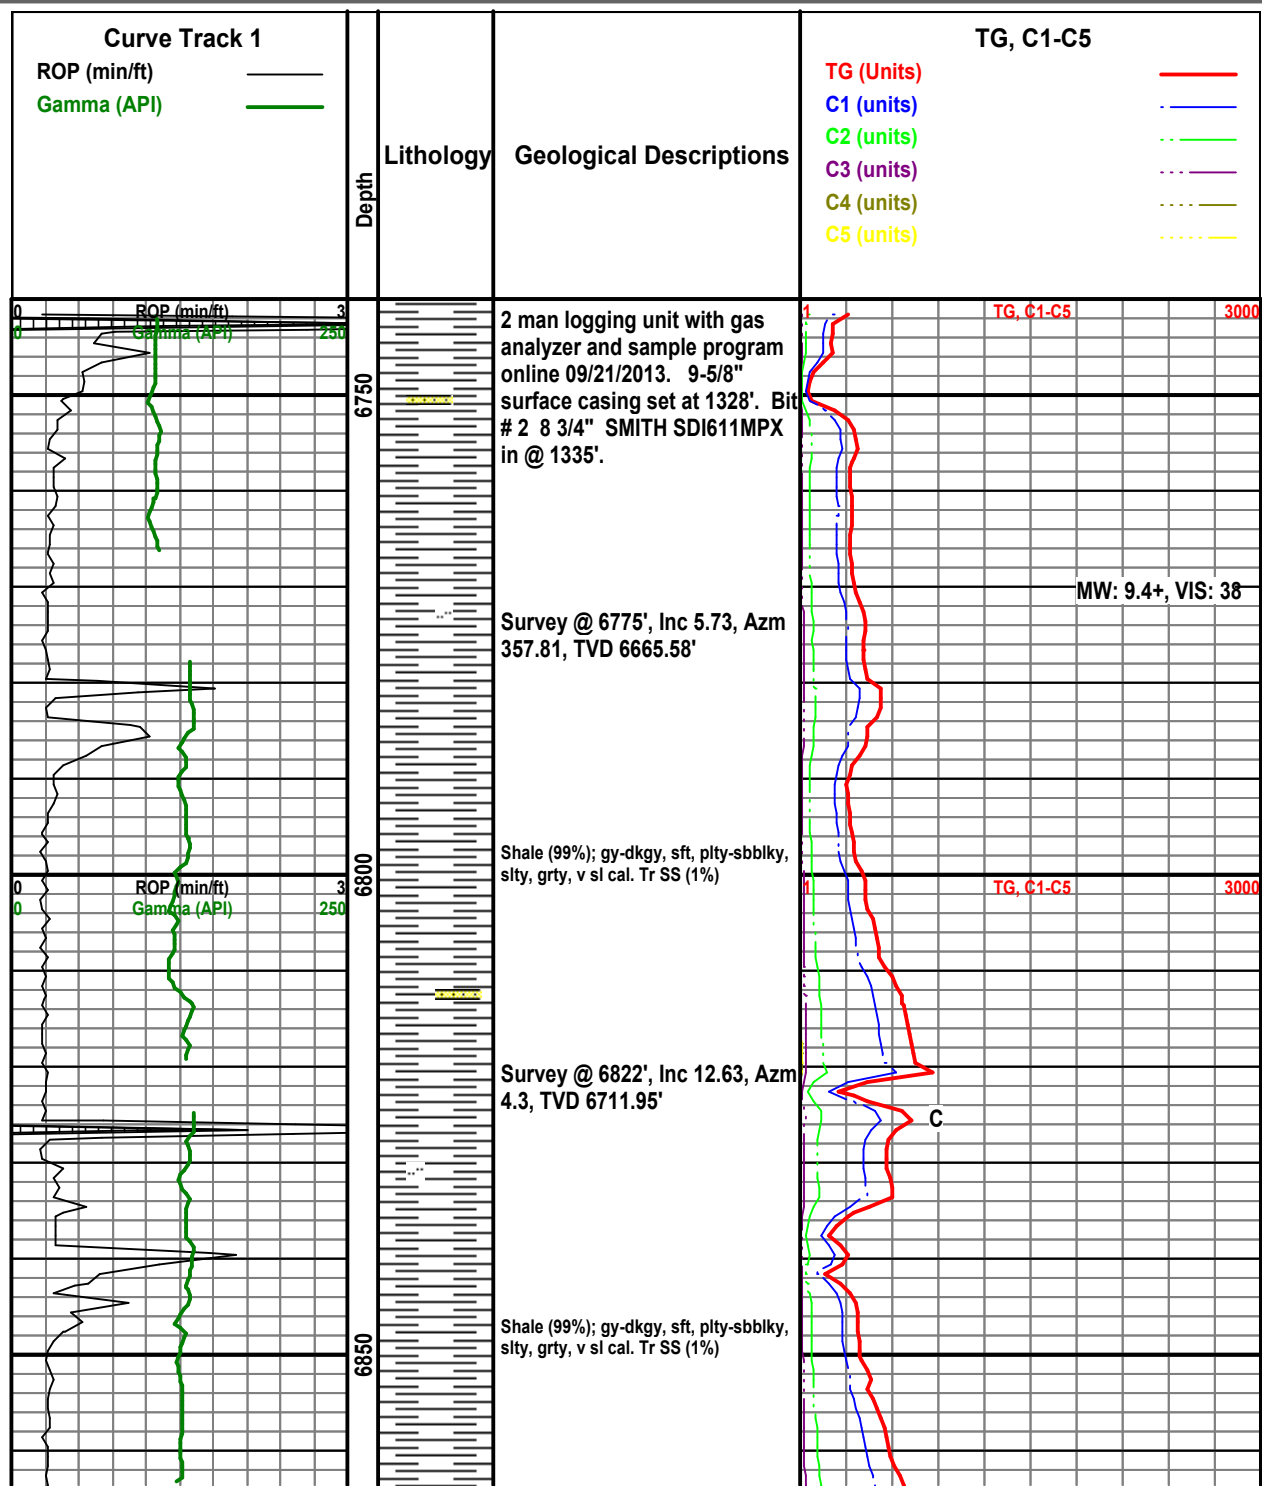 Curve Track 1
ROP (min/ft)
Gamma (API)
Depth
Lithology
Geological Descriptions
TG, C1-C5
TG (Units)
C1 (units)
C2 (units)
C3 (units)
C4 (units)
C5 (units)
0 ROP (min/ft) 3
0 Gamma (API) 250
1 TG, C1-C5 3000
2 man logging unit with gas
analyzer and sample program
online 09/21/2013. 9-5/8"
surface casing set at 1328'. Bit
# 2 8 3/4" SMITH SDI611MPX
in @ 1335'.
6750
MW: 9.4+, VIS: 38
Survey @ 6775', Inc 5.73, Azm
357.81, TVD 6665.58'
Shale (99%); gy-dkgy, sft, plty-sbblky,
slty, grty, v sl cal. Tr SS (1%)
6800
0 ROP (min/ft) 3
0 Gamma (API) 250
1 TG, C1-C5 3000
Survey @ 6822', Inc 12.63, Azm
4.3, TVD 6711.95'
C
Shale (99%); gy-dkgy, sft, plty-sbblky,
slty, grty, v sl cal. Tr SS (1%)
6850